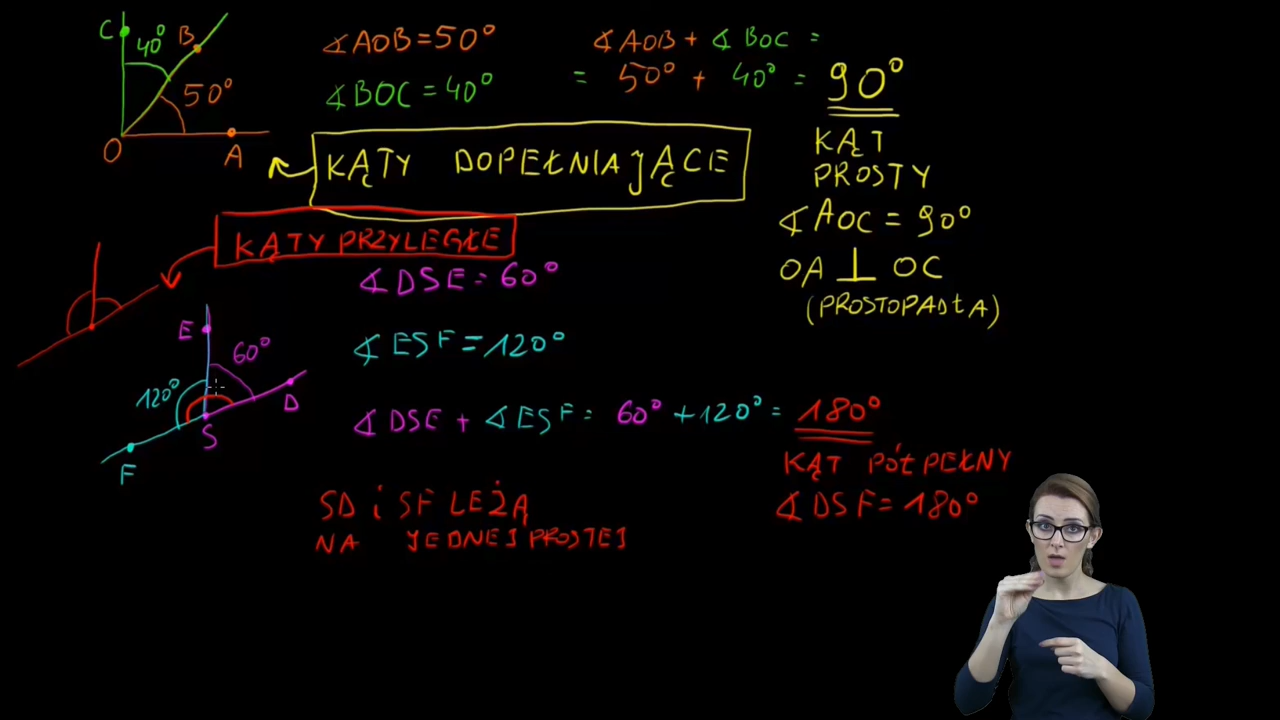 C
40°
B
50°
O
A
∢AOB=50°
∢BOC=40°
∢AOB + ∢BOC =
= 50° + 40° = 90°
KĄT
PROSTY
∢AOC = 90°
OA ⊥ OC
(PROSTOPADŁA)
KĄTY DOPEŁNIAJĄCE
KĄTY PRZYLEGŁE
E
60°
120°
D
S
F
∢DSE=60°
∢ESF=120°
∢DSE + ∢ESF= 60° +120° = 180°
KĄT PÓŁPEŁNY
∢DSF=180°
SD i SF LEŻĄ
NA JEDNEJ PROSTEJ